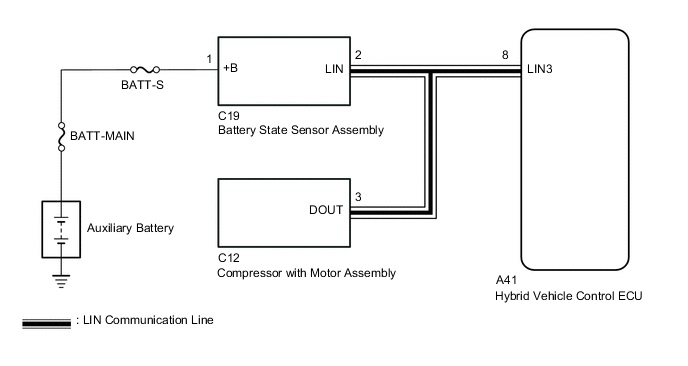 1
+B
LIN
2
8
LIN3
BATT-S
C19
Battery State Sensor Assembly
BATT-MAIN
DOUT
3
Auxiliary Battery
C12
Compressor with Motor Assembly
A41
Hybrid Vehicle Control ECU
: LIN Communication Line